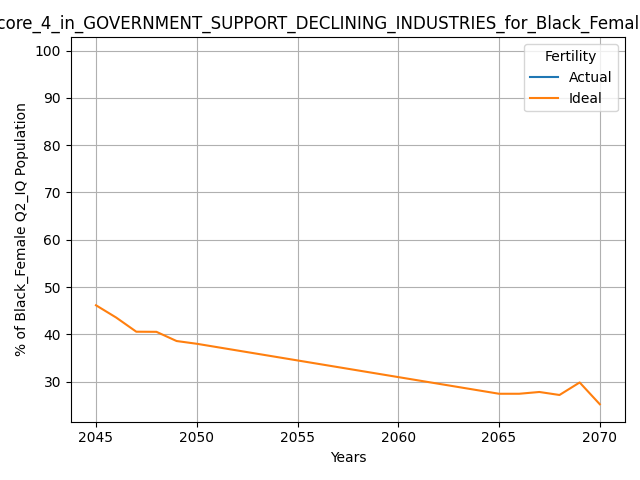 core_4_in_GOVERNMENT_SUPPORT_DECLINING_INDUSTRIES_for_Black_Femal
Fertility
Actual
Ideal
% of Black_Female Q2_IQ Population
100
90
80
70
60
50
40
30
2045
2050
2055
2060
2065
2070
Years